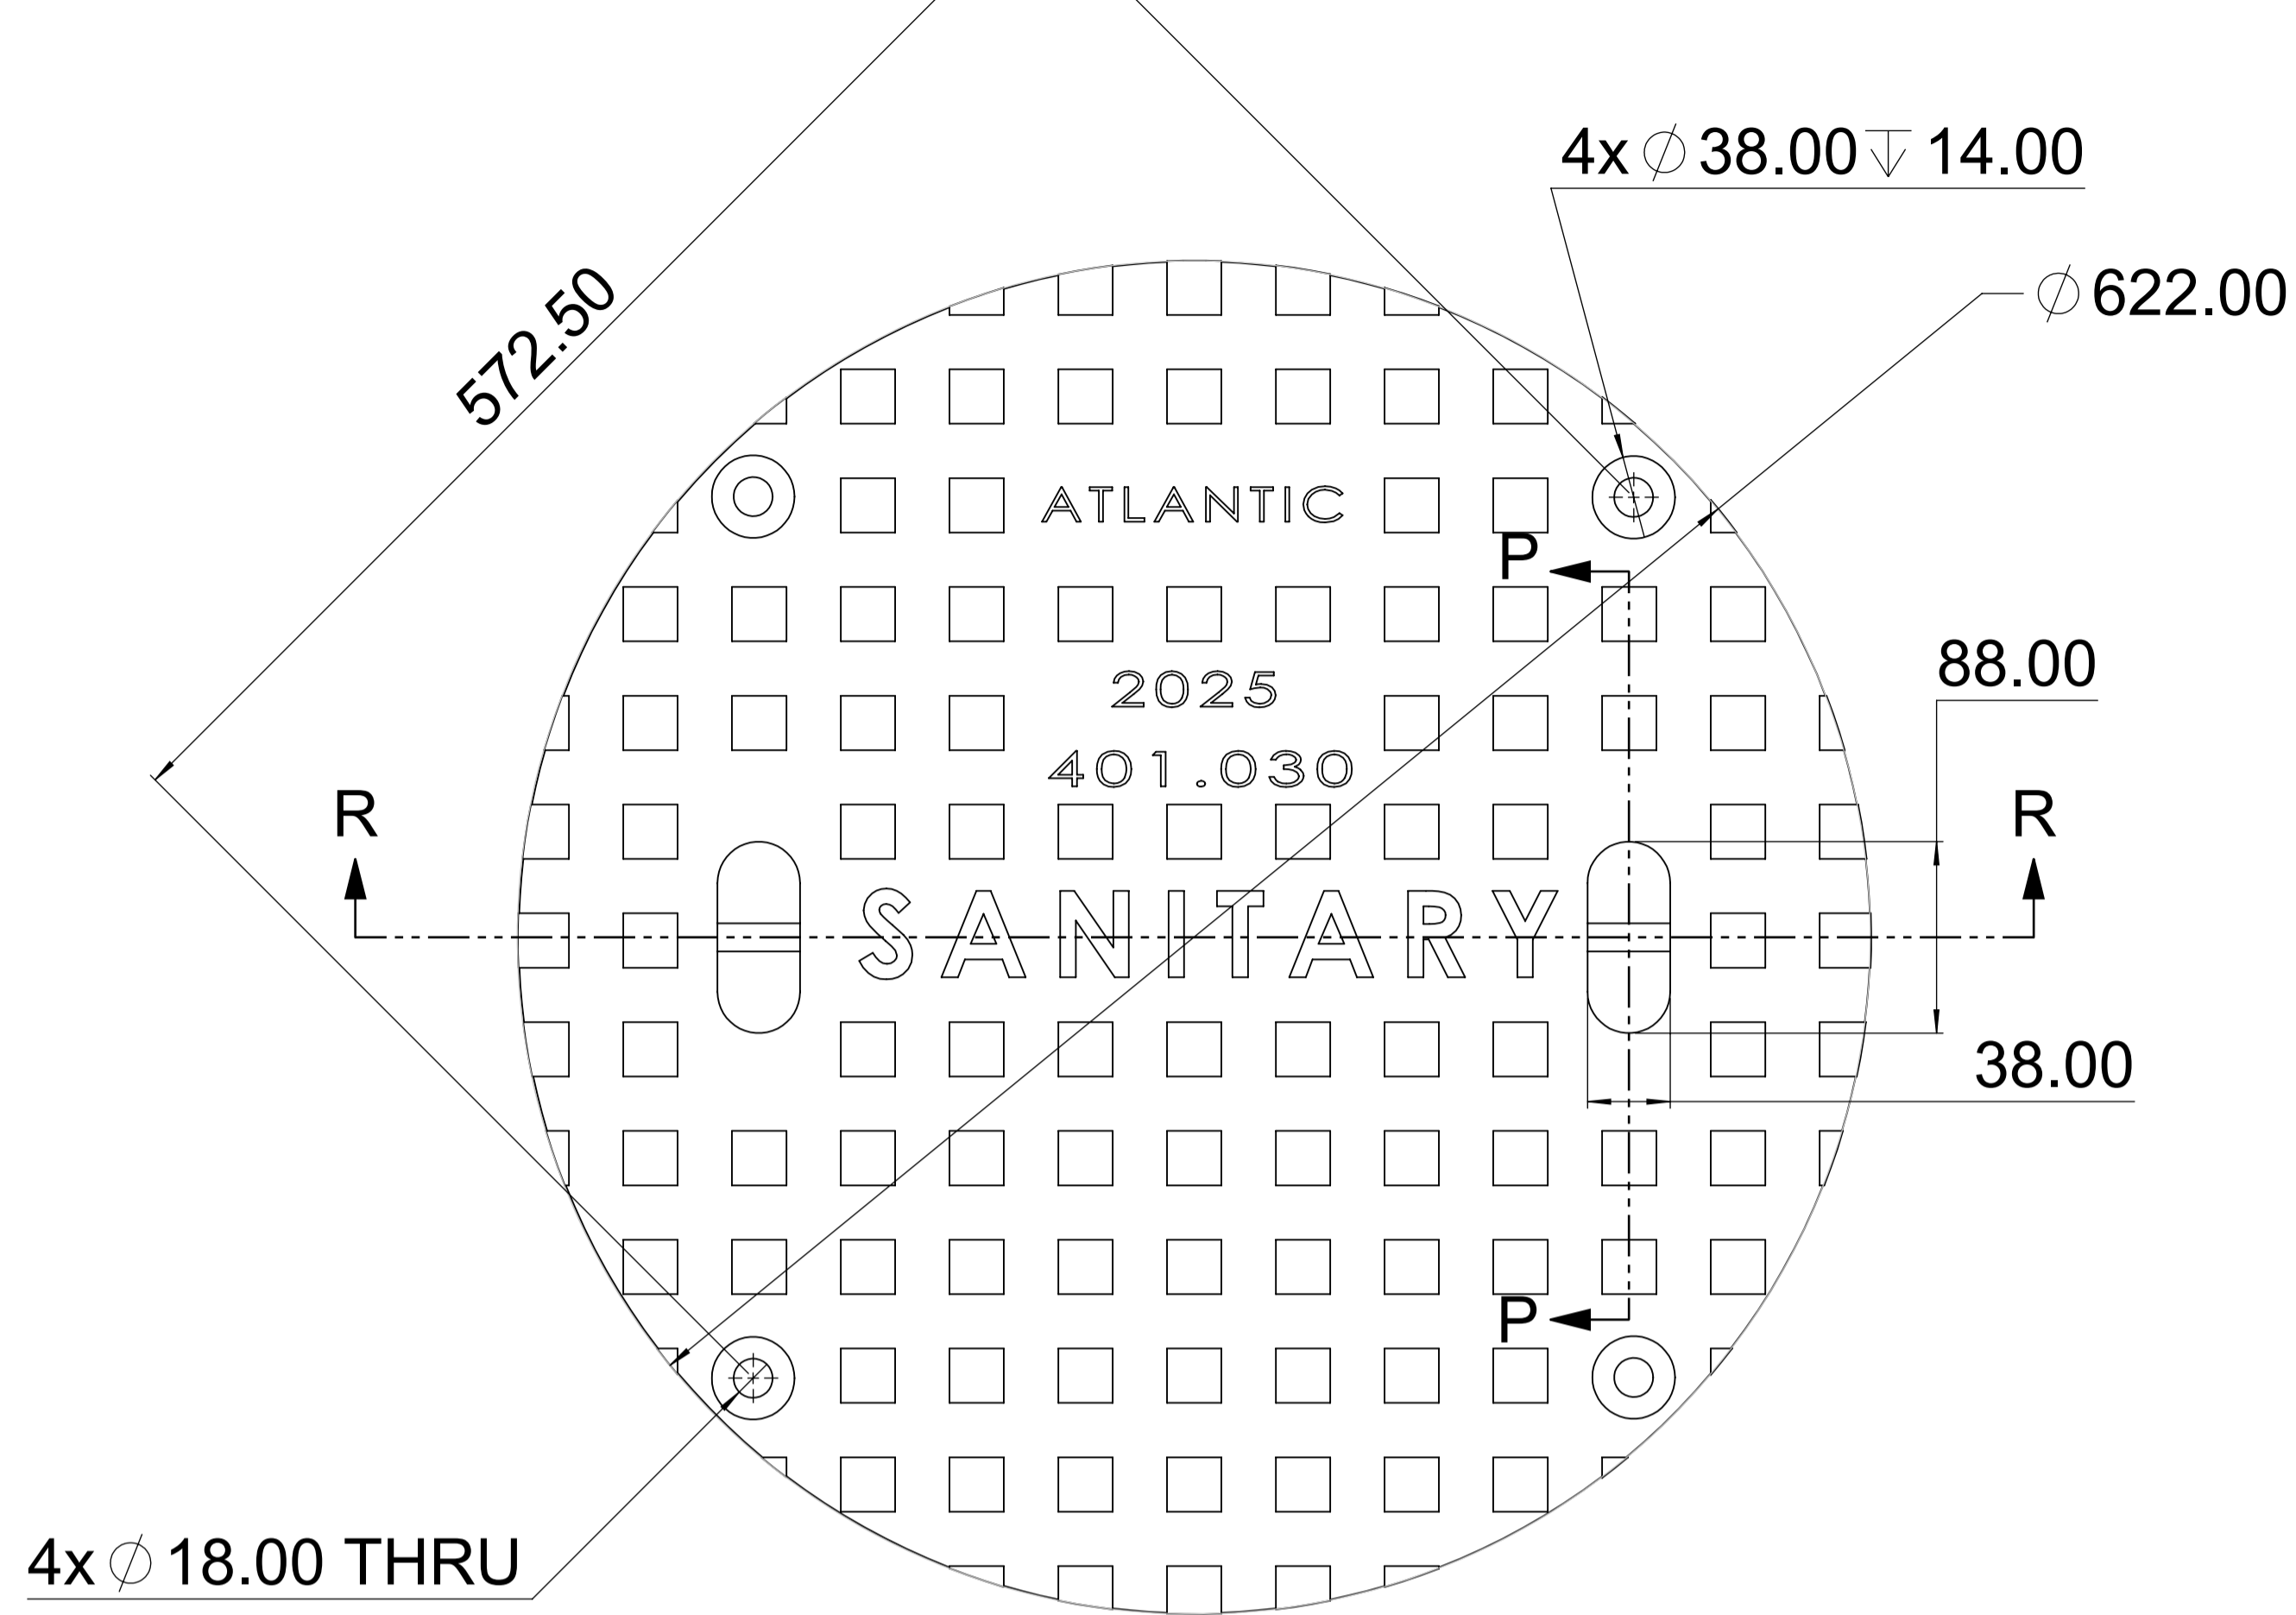 4x ⌀ 38.00 ↧ 14.00
⌀ 622.00
572.50
ATLANTIC
P
88.00
2025
401.030
R
R
SANITARY
38.00
P
4x ⌀ 18.00 THRU